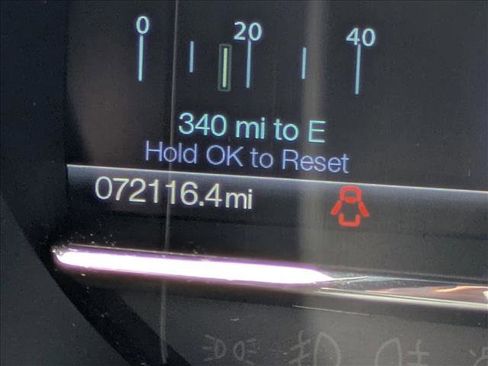 0 20 40
340 mi to E
Hold OK to Reset
072116.4mi